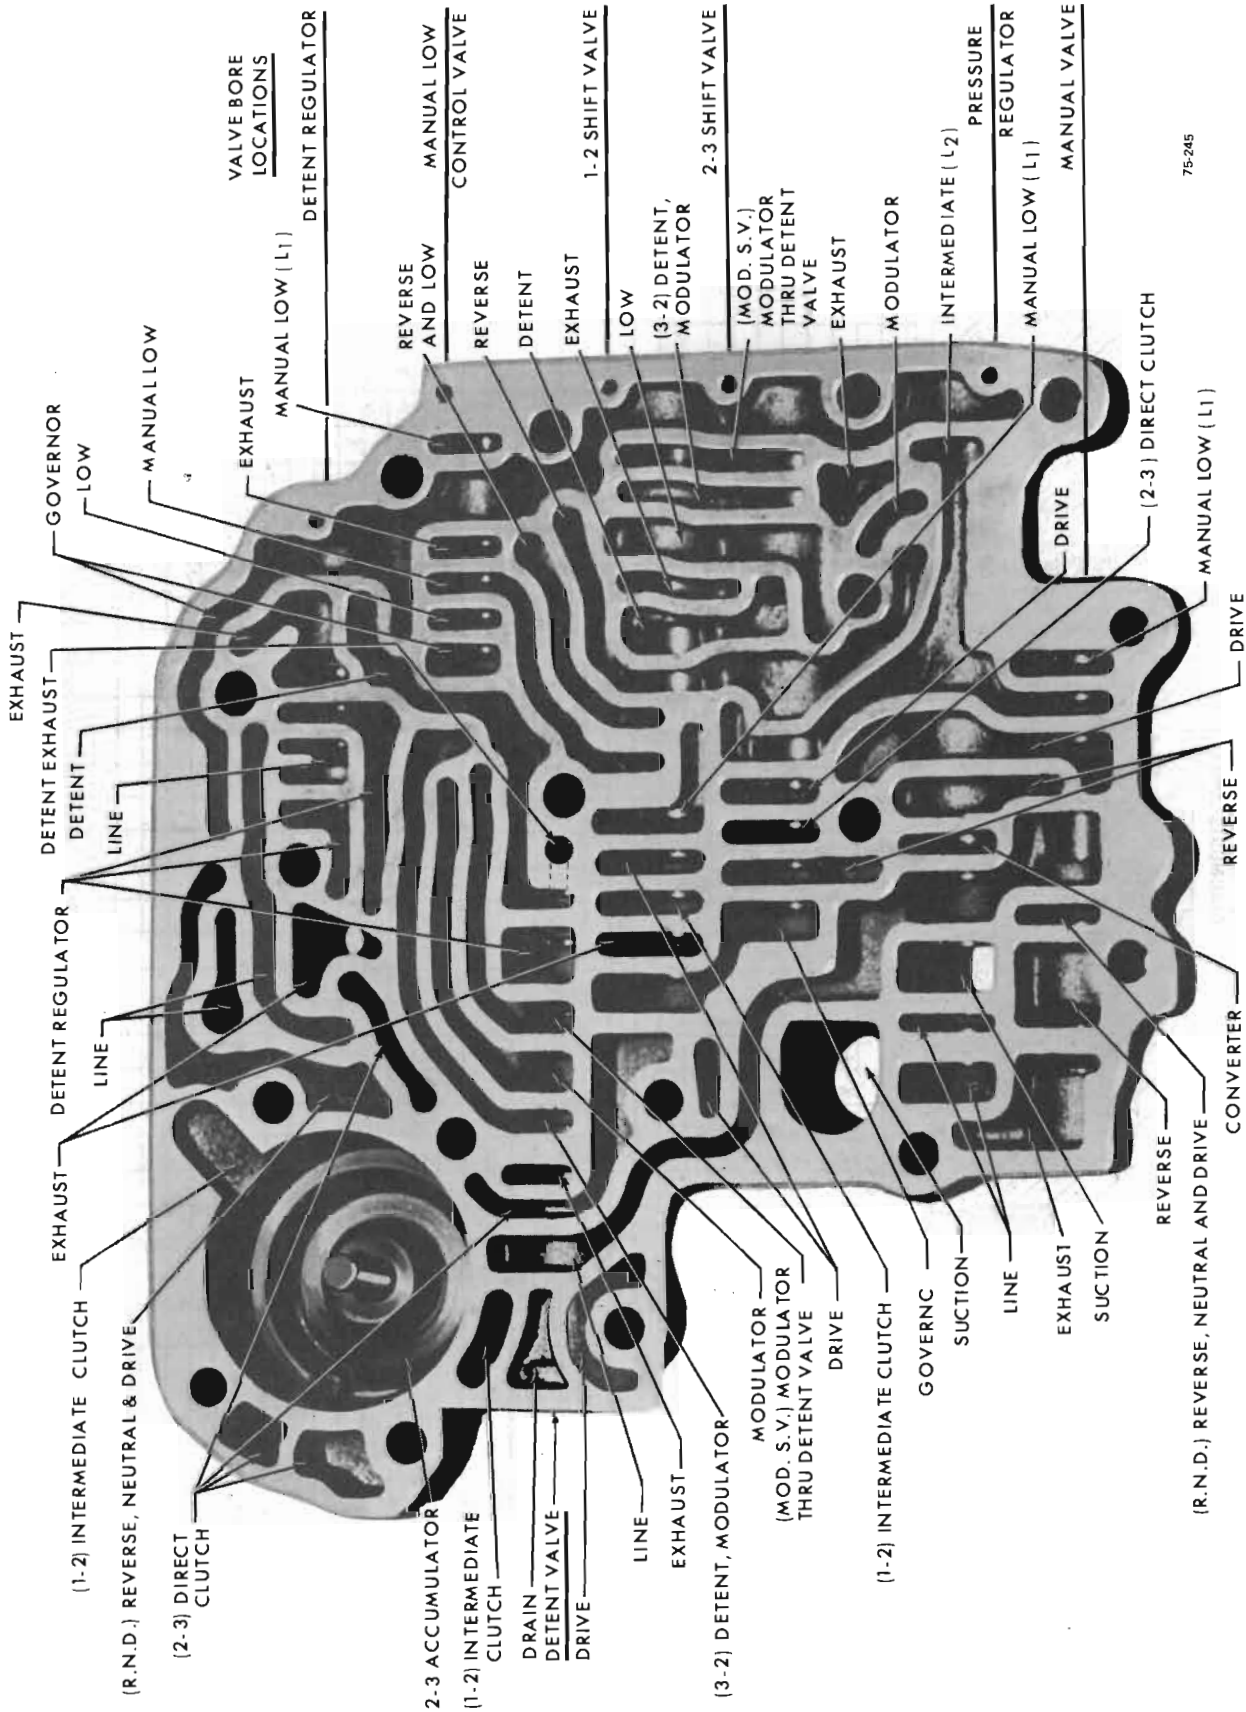 VALVE BORE
LOCATIONS
DETENT REGULATOR
MANUAL LOW
CONTROL VALVE
1-2 SHIFT VALVE
2-3 SHIFT VALVE
PRESSURE
REGULATOR
MANUAL VALVE
75-245
EXHAUST
GOVERNOR
LOW
MANUAL LOW
EXHAUST
MANUAL LOW (L1)
REVERSE
AND LOW
REVERSE
DETENT
EXHAUST
LOW
(3-2) DETENT,
MODULATOR
(MOD. S.V.)
MODULATOR
THRU DETENT
VALVE
EXHAUST
MODULATOR
INTERMEDIATE (L2)
MANUAL LOW (L1)
DETENT EXHAUST
DETENT
LINE
DETENT REGULATOR
LINE
EXHAUST
(1-2) INTERMEDIATE CLUTCH
(R.N.D.) REVERSE, NEUTRAL & DRIVE
(2-3) DIRECT
CLUTCH
2-3 ACCUMULATOR
(1-2) INTERMEDIATE
CLUTCH
DRAIN
DETENT VALVE
DRIVE
LINE
EXHAUST
(3-2) DETENT, MODULATOR
MODULATOR
(MOD. S.V.) MODULATOR
THRU DETENT VALVE
DRIVE
(1-2) INTERMEDIATE CLUTCH
GOVERNC
SUCTION
LINE
EXHAUST
SUCTION
REVERSE
(R.N.D.) REVERSE, NEUTRAL AND DRIVE
CONVERTER
REVERSE
DRIVE
MANUAL LOW (L1)
(2-3) DIRECT CLUTCH
DRIVE